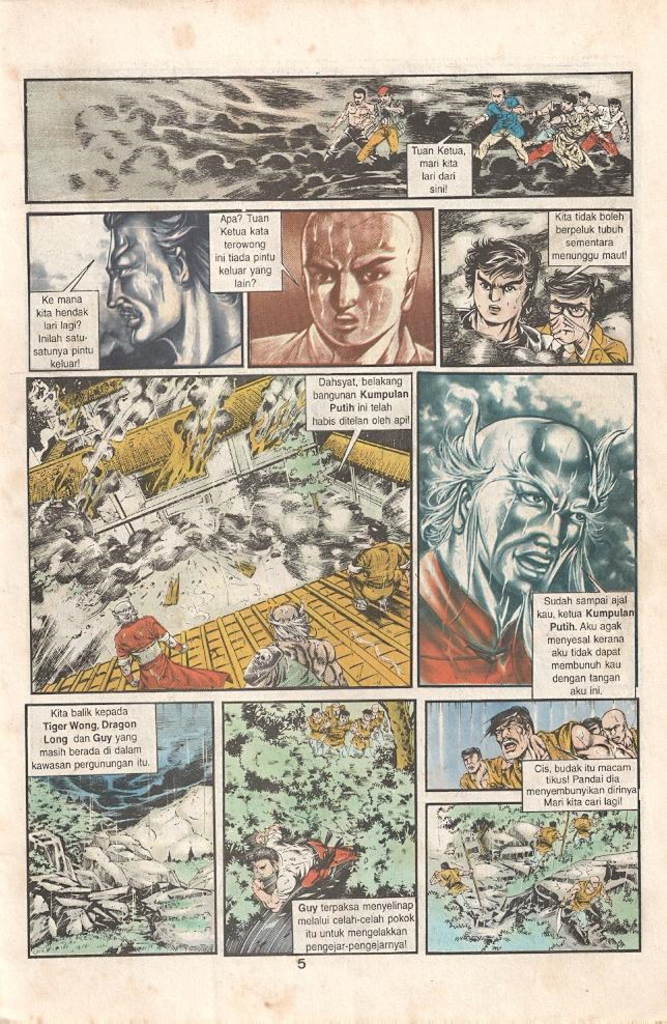 Tuan Ketua,
mari kita
lari dari
sini!
Ke mana
kita hendak
lari lagi?
Inilah satu-
satunya pintu
keluar!
Apa? Tuan
Ketua kata
terowong
ini tiada pintu
keluar yang
lain?
Kita tidak boleh
berpeluk tubuh
sementara
menunggu maut!
Dahsyat, belakang
bangunan Kumpulan
Putih ini telah
habis ditelan oleh api!
Sudah sampai ajal
kau, ketua Kumpulan
Putih. Aku agak
menyesal kerana
aku tidak dapat
membunuh kau
dengan tangan
aku ini.
Kita balik kepada
Tiger Wong, Dragon
Long dan Guy yang
masih berada di dalam
kawasan pergunungan itu.
Guy terpaksa menyelinap
melalui celah-celah pokok
itu untuk mengelakkan
pengejar-pengejarnya!
Cis, budak itu macam
tikus! Pandai dia
menyembunyikan dirinya
Mari kita cari lagi!
5